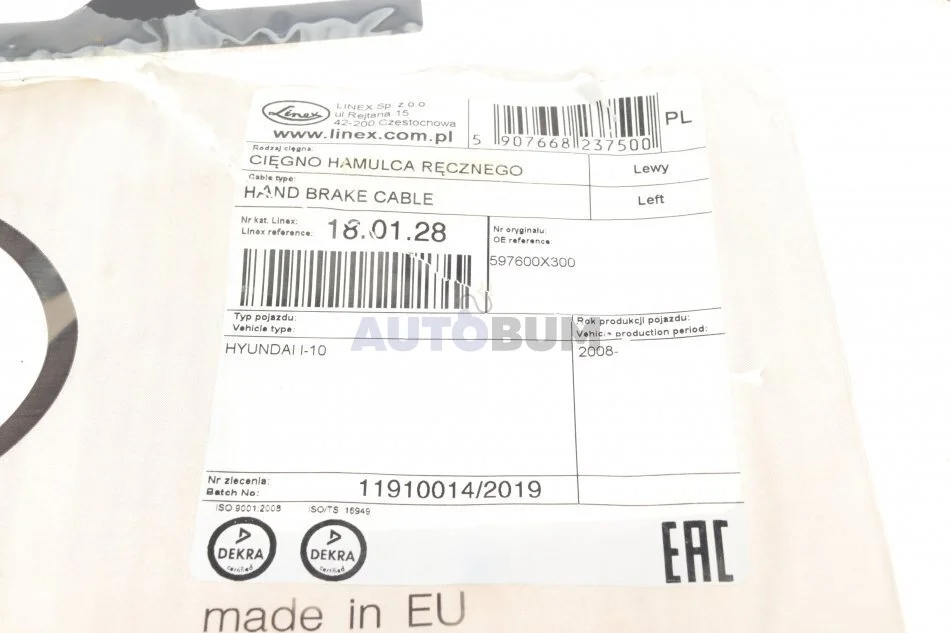 Linex
LINEX Sp. z o.o
ul.Rejtana 15
42-200 Częstochowa
www.linex.com.pl
5 907668 237500
PL
Rodzaj cięgna:
CIĘGNO HAMULCA RĘCZNEGO
Lewy
Cable type:
HAND BRAKE CABLE
Left
Nr kat. Linex:
Linex reference:
18.01.28
Nr oryginału:
OE reference
597600X300
Typ pojazdu:
Vehicle type:
Rok produkcji pojazdu:
Vehicle production period:
AUTOBUM
HYUNDAI I-10
2008-
Nr zlecenia:
Batch No:
11910014/2019
ISO 9001:2008
ISO/TS 16949
DEKRA
certified
DEKRA
certified
EAC
made in EU